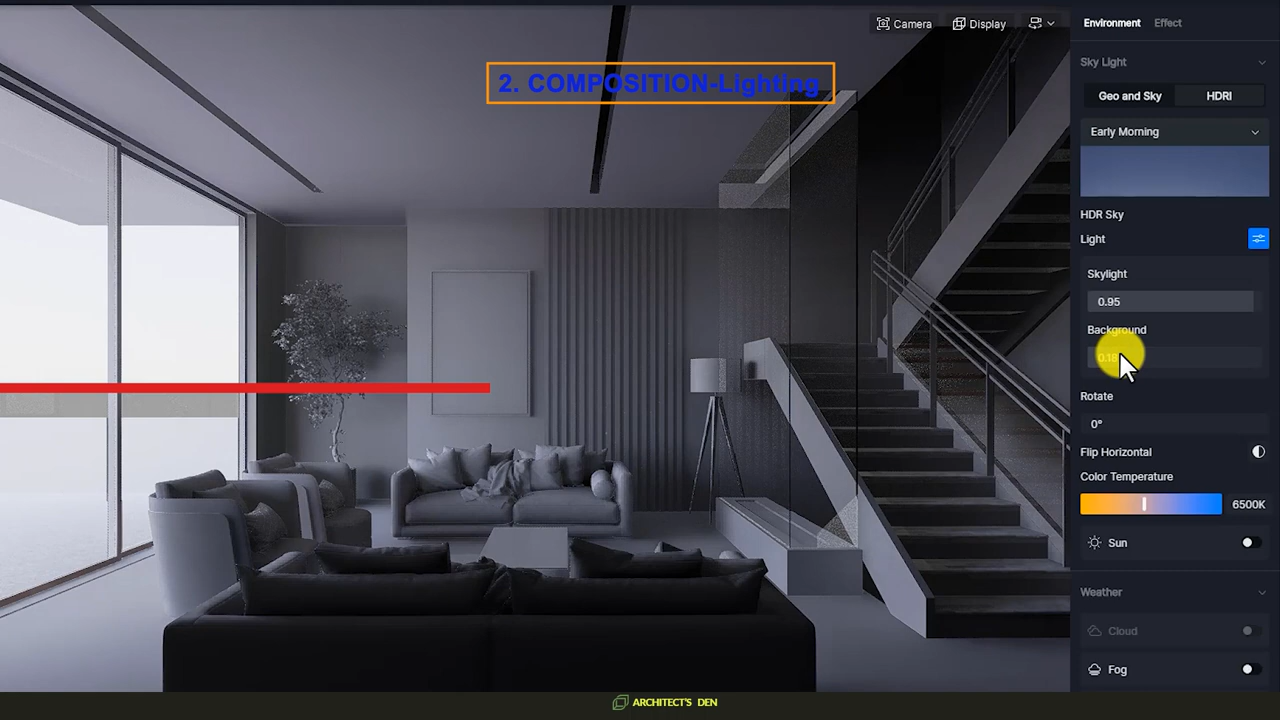 Camera
Display
Environment
Effect
2. COMPOSITION-Lighting
Sky Light
Geo and Sky
HDRI
Early Morning
HDR Sky
Light
Skylight
0.95
Background
Rotate
0°
Flip Horizontal
Color Temperature
6500K
Sun
Weather
Cloud
Fog
ARCHITECT'S DEN